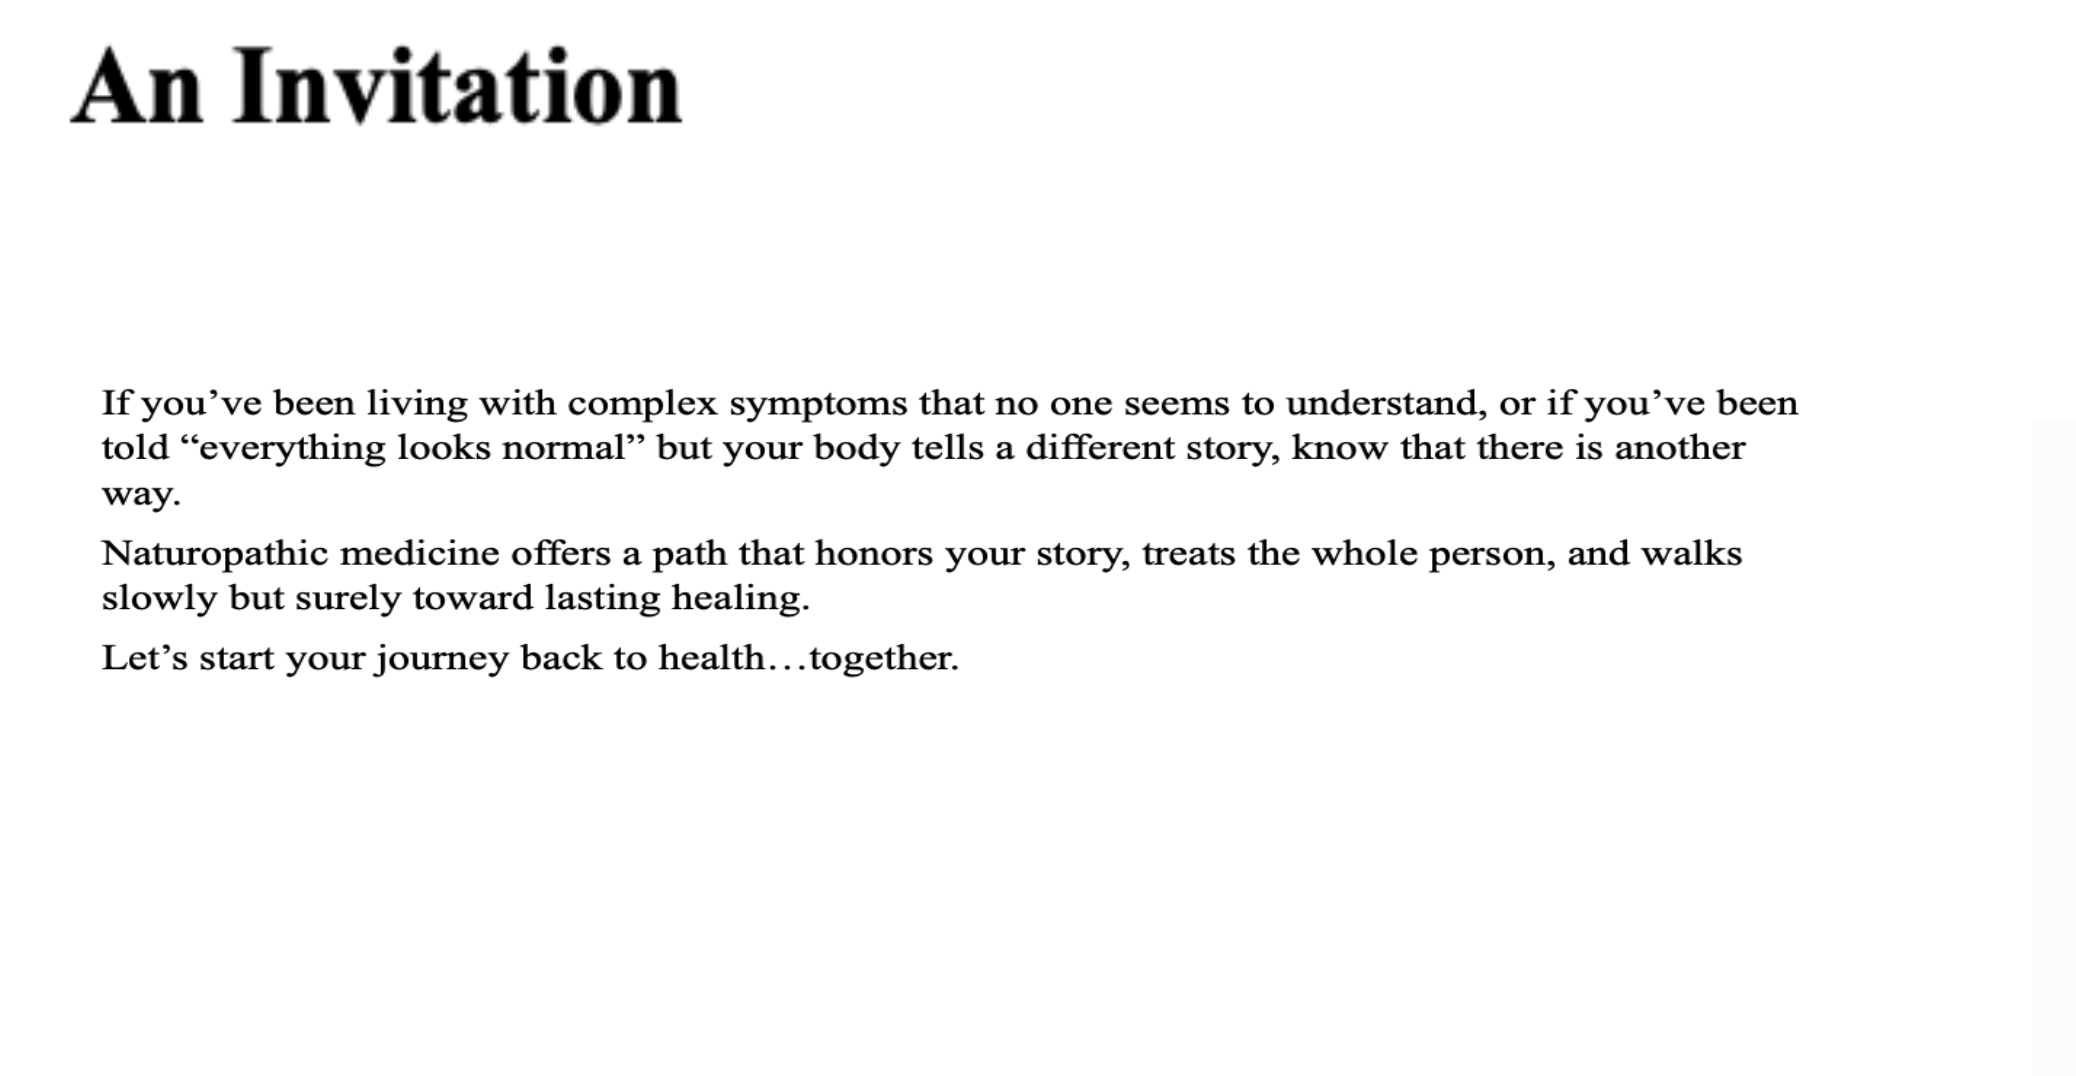 An Invitation
If you’ve been living with complex symptoms that no one seems to understand, or if you’ve been
told “everything looks normal” but your body tells a different story, know that there is another
way.
Naturopathic medicine offers a path that honors your story, treats the whole person, and walks
slowly but surely toward lasting healing.
Let’s start your journey back to health…together.